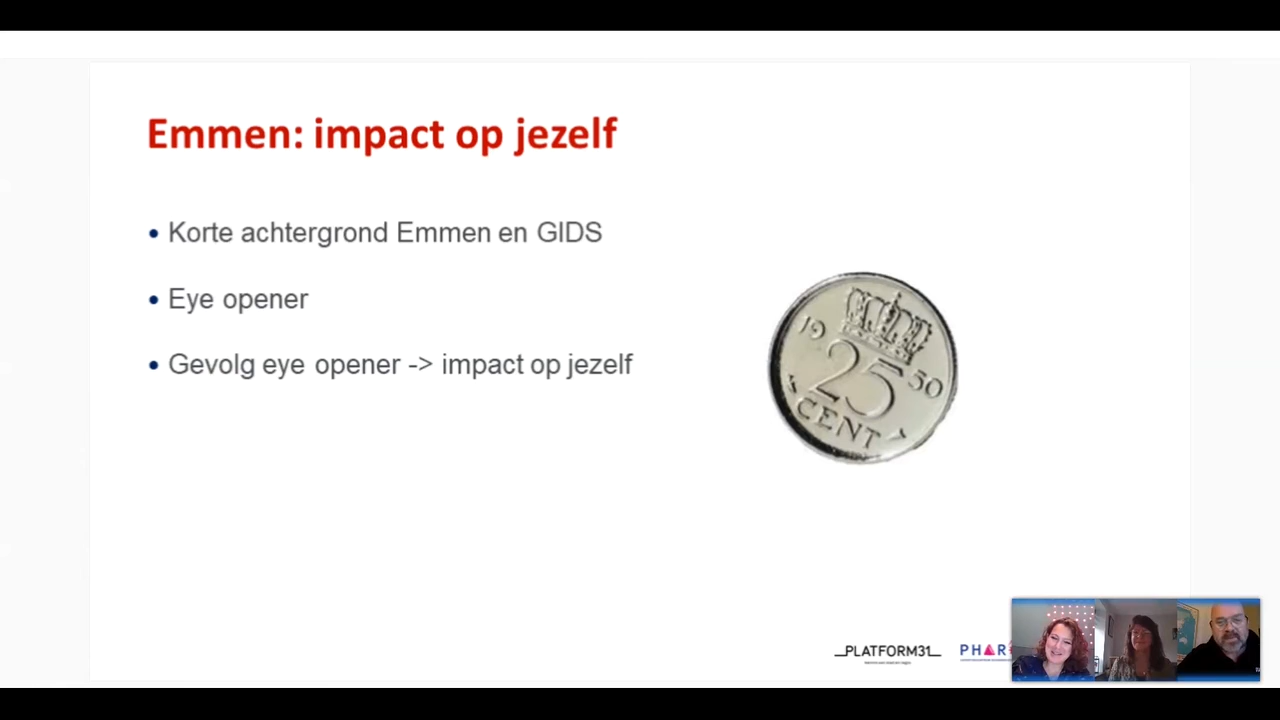 Emmen: impact op jezelf
• Korte achtergrond Emmen en GIDS
• Eye opener
• Gevolg eye opener -> impact op jezelf
19 50
25
CENT
PLATFORM31
PHAR